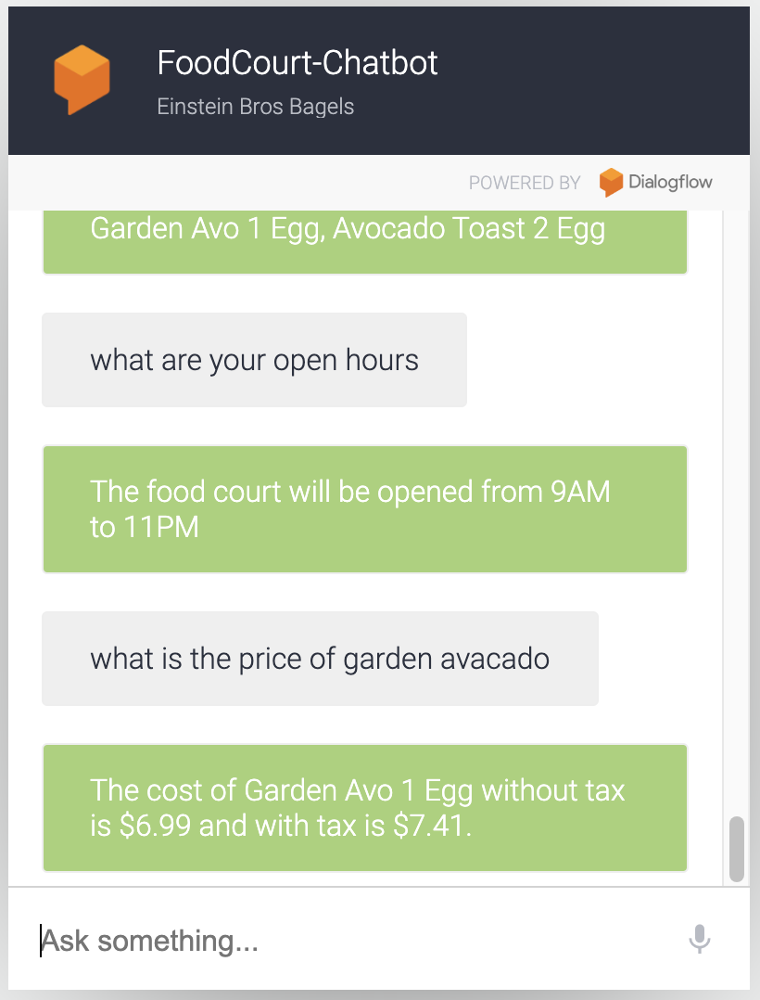 FoodCourt-Chatbot
Einstein Bros Bagels
POWERED BY Dialogflow
Garden Avo 1 Egg, Avocado Toast 2 Egg
what are your open hours
The food court will be opened from 9AM
to 11PM
what is the price of garden avacado
The cost of Garden Avo 1 Egg without tax
is $6.99 and with tax is $7.41.
Ask something...